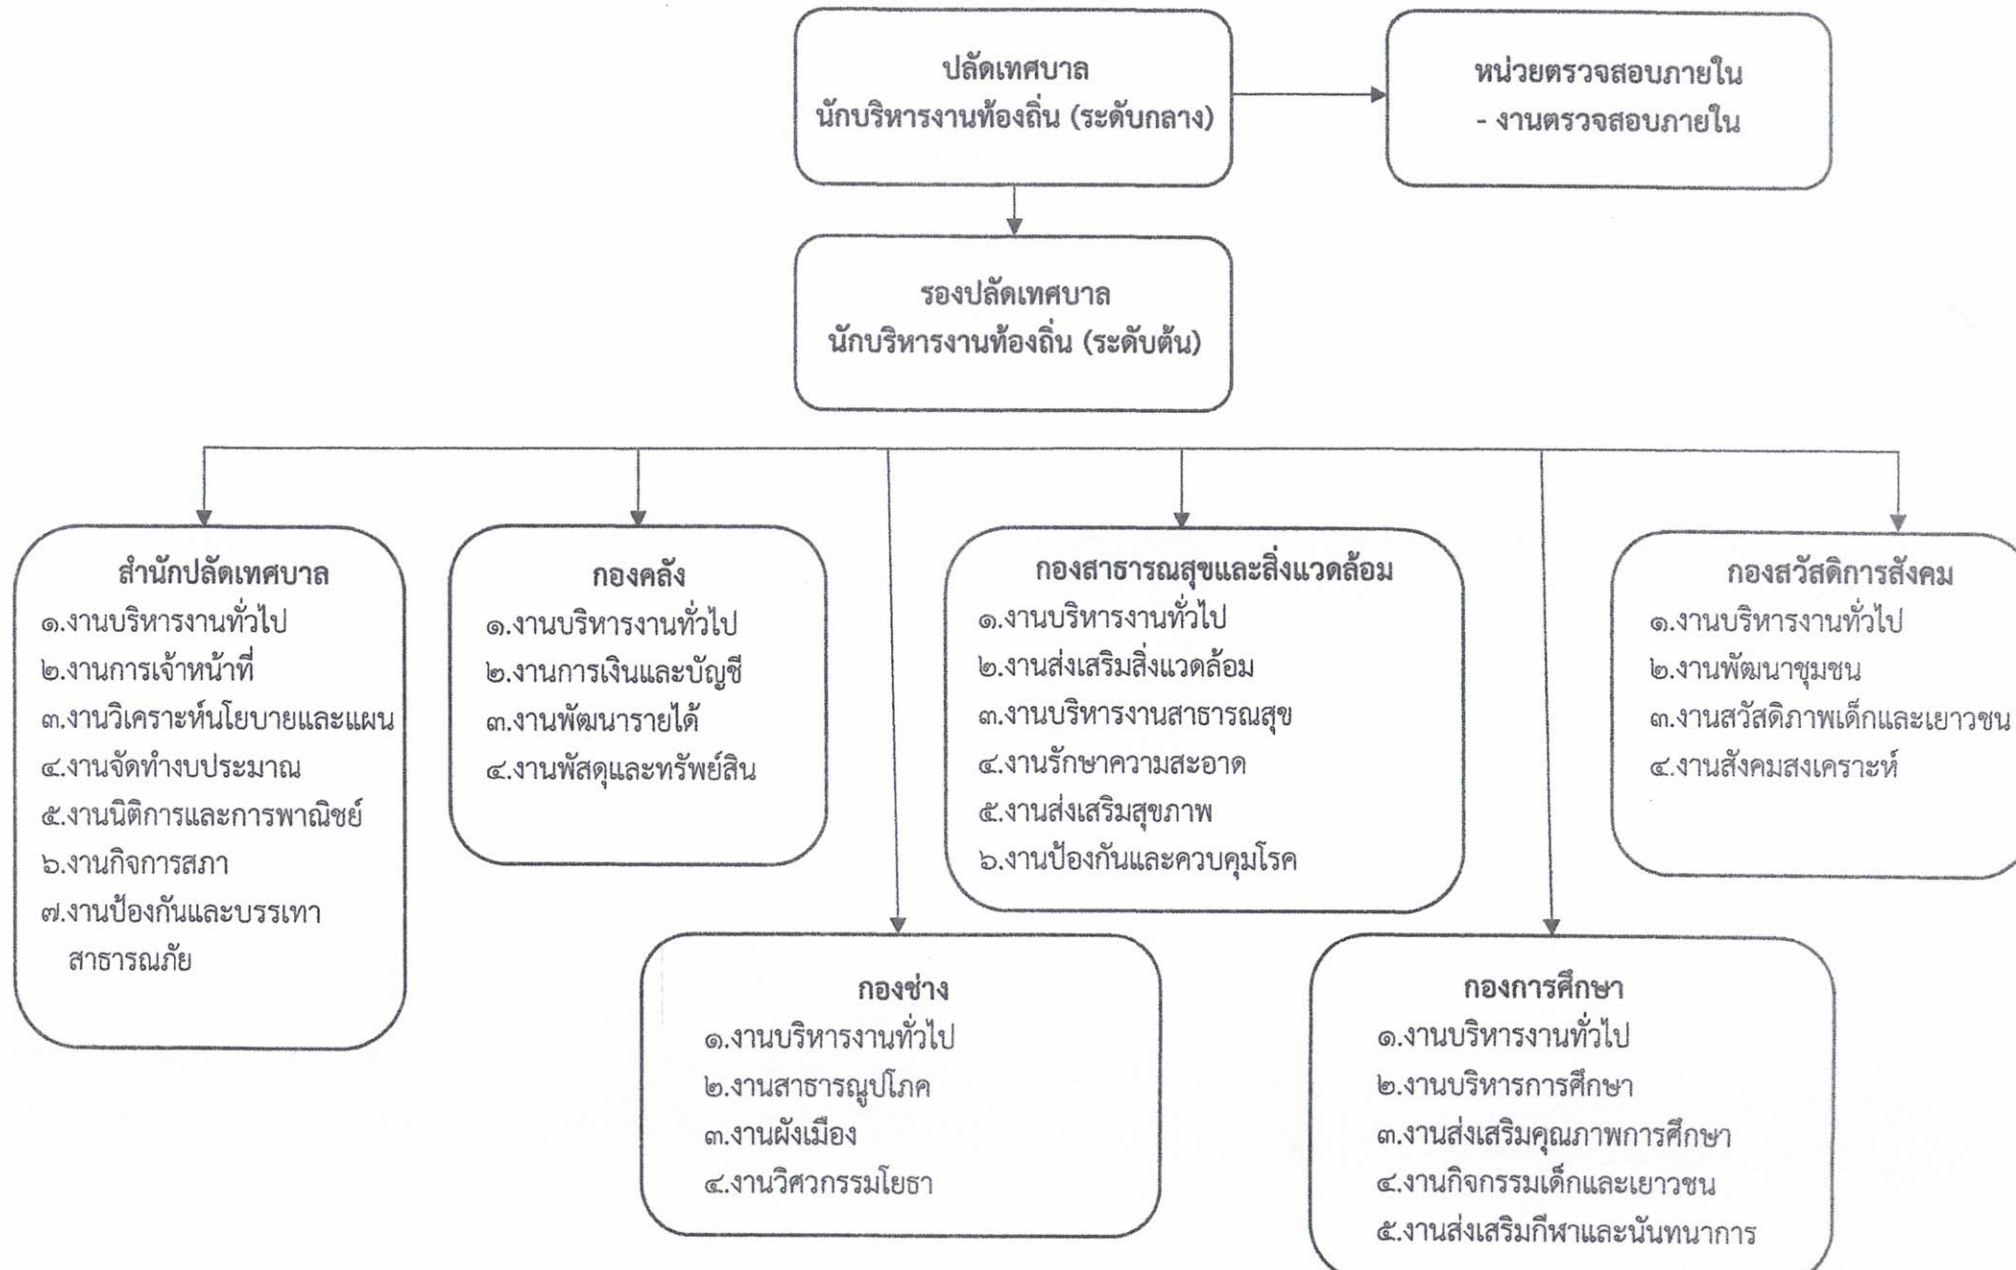 ปลัดเทศบาล
นักบริหารงานท้องถิ่น (ระดับกลาง)
หน่วยตรวจสอบภายใน
- งานตรวจสอบภายใน
รองปลัดเทศบาล
นักบริหารงานท้องถิ่น (ระดับต้น)
สำนักปลัดเทศบาล
๑.งานบริหารงานทั่วไป
๒.งานการเจ้าหน้าที่
๓.งานวิเคราะห์นโยบายและแผน
๔.งานจัดทำงบประมาณ
๕.งานนิติการและการพาณิชย์
๖.งานกิจการสภา
๗.งานป้องกันและบรรเทา
สาธารณภัย
กองคลัง
๑.งานบริหารงานทั่วไป
๒.งานการเงินและบัญชี
๓.งานพัฒนารายได้
๔.งานพัสดุและทรัพย์สิน
กองสาธารณสุขและสิ่งแวดล้อม
๑.งานบริหารงานทั่วไป
๒.งานส่งเสริมสิ่งแวดล้อม
๓.งานบริหารงานสาธารณสุข
๔.งานรักษาความสะอาด
๕.งานส่งเสริมสุขภาพ
๖.งานป้องกันและควบคุมโรค
กองสวัสดิการสังคม
๑.งานบริหารงานทั่วไป
๒.งานพัฒนาชุมชน
๓.งานสวัสดิภาพเด็กและเยาวชน
๔.งานสังคมสงเคราะห์
กองช่าง
๑.งานบริหารงานทั่วไป
๒.งานสาธารณูปโภค
๓.งานผังเมือง
๔.งานวิศวกรรมโยธา
กองการศึกษา
๑.งานบริหารงานทั่วไป
๒.งานบริหารการศึกษา
๓.งานส่งเสริมคุณภาพการศึกษา
๔.งานกิจกรรมเด็กและเยาวชน
๕.งานส่งเสริมกีฬาและนันทนาการ